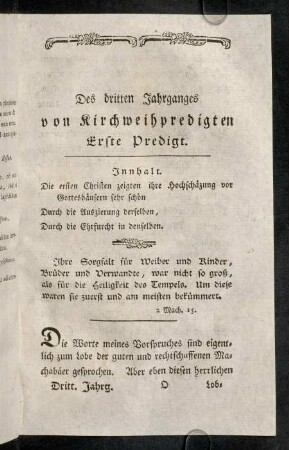 Des dritten Jahrganges
von Kirchweihpredigten
Erste Predigt.
Innhalt.
Die ersten Christen zeigten ihre Hochschäzung vor
Gotteshäusern sehr schön
Durch die Auszierung derselben,
Durch die Ehrfurcht in denselben.
Ihre Sorgfalt für Weiber und Kinder,
Brüder und Verwandte, war nicht so groß,
als für die Heiligkeit des Tempels. Um diese
waren sie zuerst und am meisten bekümmert.
2 Mach. 15.
Die Worte meines Vorspruches sind eigent-
lich zum Lobe der guten und rechtschaffenen Ma-
chabäer gesprochen. Aber eben diesen herrlichen
Dritt. Jahrg. O Lob-